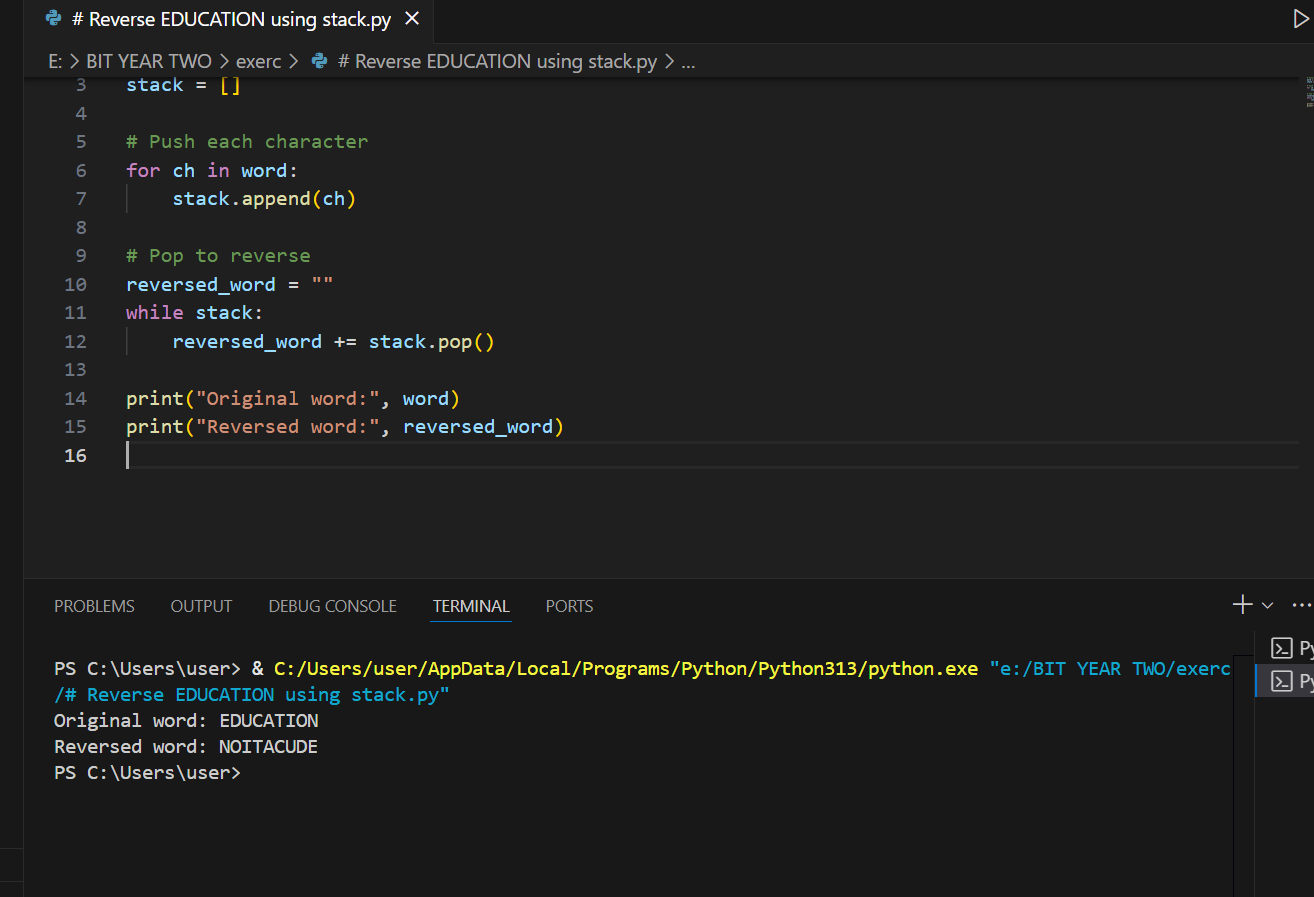 # Reverse EDUCATION using stack.py
E: > BIT YEAR TWO > exerc > # Reverse EDUCATION using stack.py > ...
3 stack = []
4
5 # Push each character
6 for ch in word:
7     stack.append(ch)
8
9 # Pop to reverse
10 reversed_word = ""
11 while stack:
12     reversed_word += stack.pop()
13
14 print("Original word:", word)
15 print("Reversed word:", reversed_word)
16
PROBLEMS OUTPUT DEBUG CONSOLE TERMINAL PORTS
PS C:\Users\user> & C:/Users/user/AppData/Local/Programs/Python/Python313/python.exe "e:/BIT YEAR TWO/exerc
/# Reverse EDUCATION using stack.py"
Original word: EDUCATION
Reversed word: NOITACUDE
PS C:\Users\user>
Py
Py